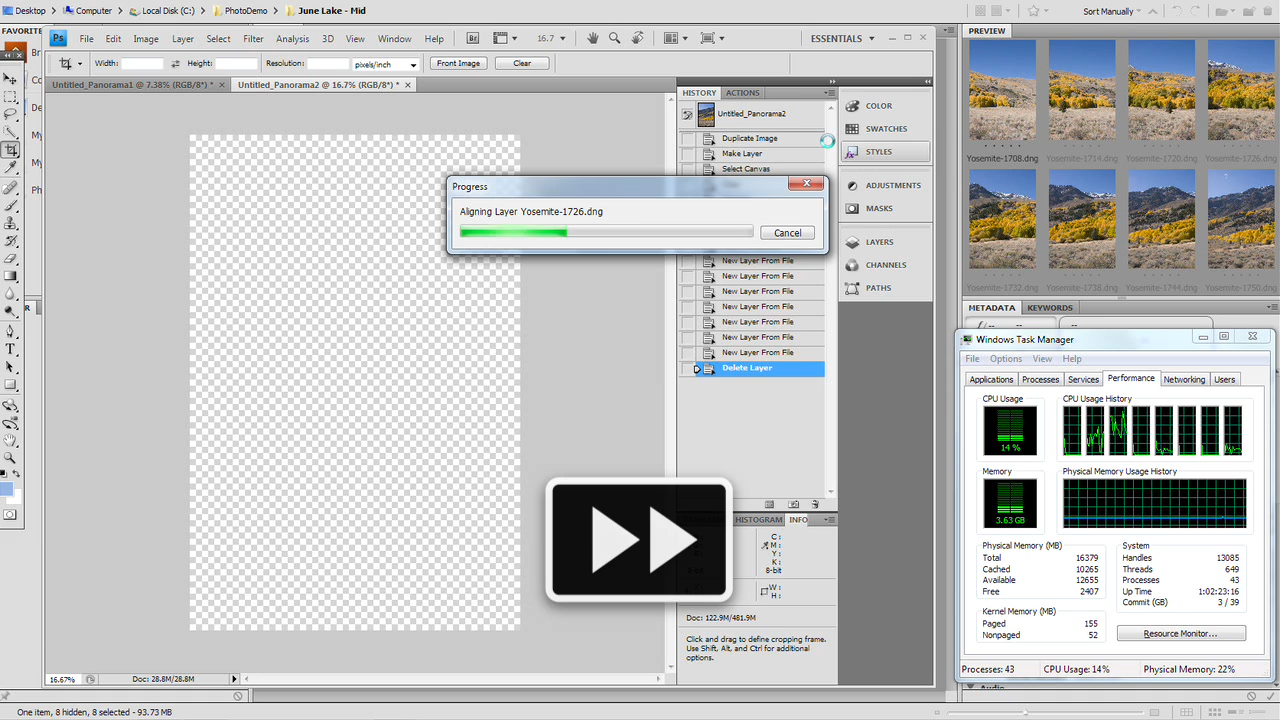 Desktop Computer Local Disk (C:) PhotoDemo June Lake - Mid
Sort Manually
FAVORITE
Ps File Edit Image Layer Select Filter Analysis 3D View Window Help Br 16.7 ESSENTIALS
Width: Height: Resolution: pixels/inch Front Image Clear
Untitled_Panorama1 @ 7.38% (RGB/8*) * × Untitled_Panorama2 @ 16.7% (RGB/8*) * ×
HISTORY ACTIONS
Untitled_Panorama2
Duplicate Image
Make Layer
Select Canvas
New Layer From File
New Layer From File
New Layer From File
New Layer From File
New Layer From File
New Layer From File
New Layer From File
Delete Layer
COLOR
SWATCHES
STYLES
ADJUSTMENTS
MASKS
LAYERS
CHANNELS
PATHS
Progress
Aligning Layer Yosemite-1726.dng
Cancel
HISTOGRAM INFO
C:
M:
Y:
K:
8-bit
W:
H:
Doc: 122.9M/481.9M
Click and drag to define cropping frame.
Use Shift, Alt, and Ctrl for additional
options.
16.67% Doc: 28.8M/28.8M
PREVIEW
Yosemite-1708.dng Yosemite-1714.dng Yosemite-1720.dng Yosemite-1726.dng
Yosemite-1732.dng Yosemite-1738.dng Yosemite-1744.dng Yosemite-1750.dng
METADATA KEYWORDS
Windows Task Manager
File Options View Help
Applications Processes Services Performance Networking Users
CPU Usage CPU Usage History
14 %
Memory Physical Memory Usage History
3.63 GB
Physical Memory (MB)
Total 16379
Cached 10265
Available 12655
Free 2407
Kernel Memory (MB)
Paged 155
Nonpaged 52
System
Handles 13085
Threads 649
Processes 43
Up Time 1:02:23:16
Commit (GB) 3 / 39
Resource Monitor...
Processes: 43 CPU Usage: 14% Physical Memory: 22%
Audio
One item, 8 hidden, 8 selected - 93.73 MB